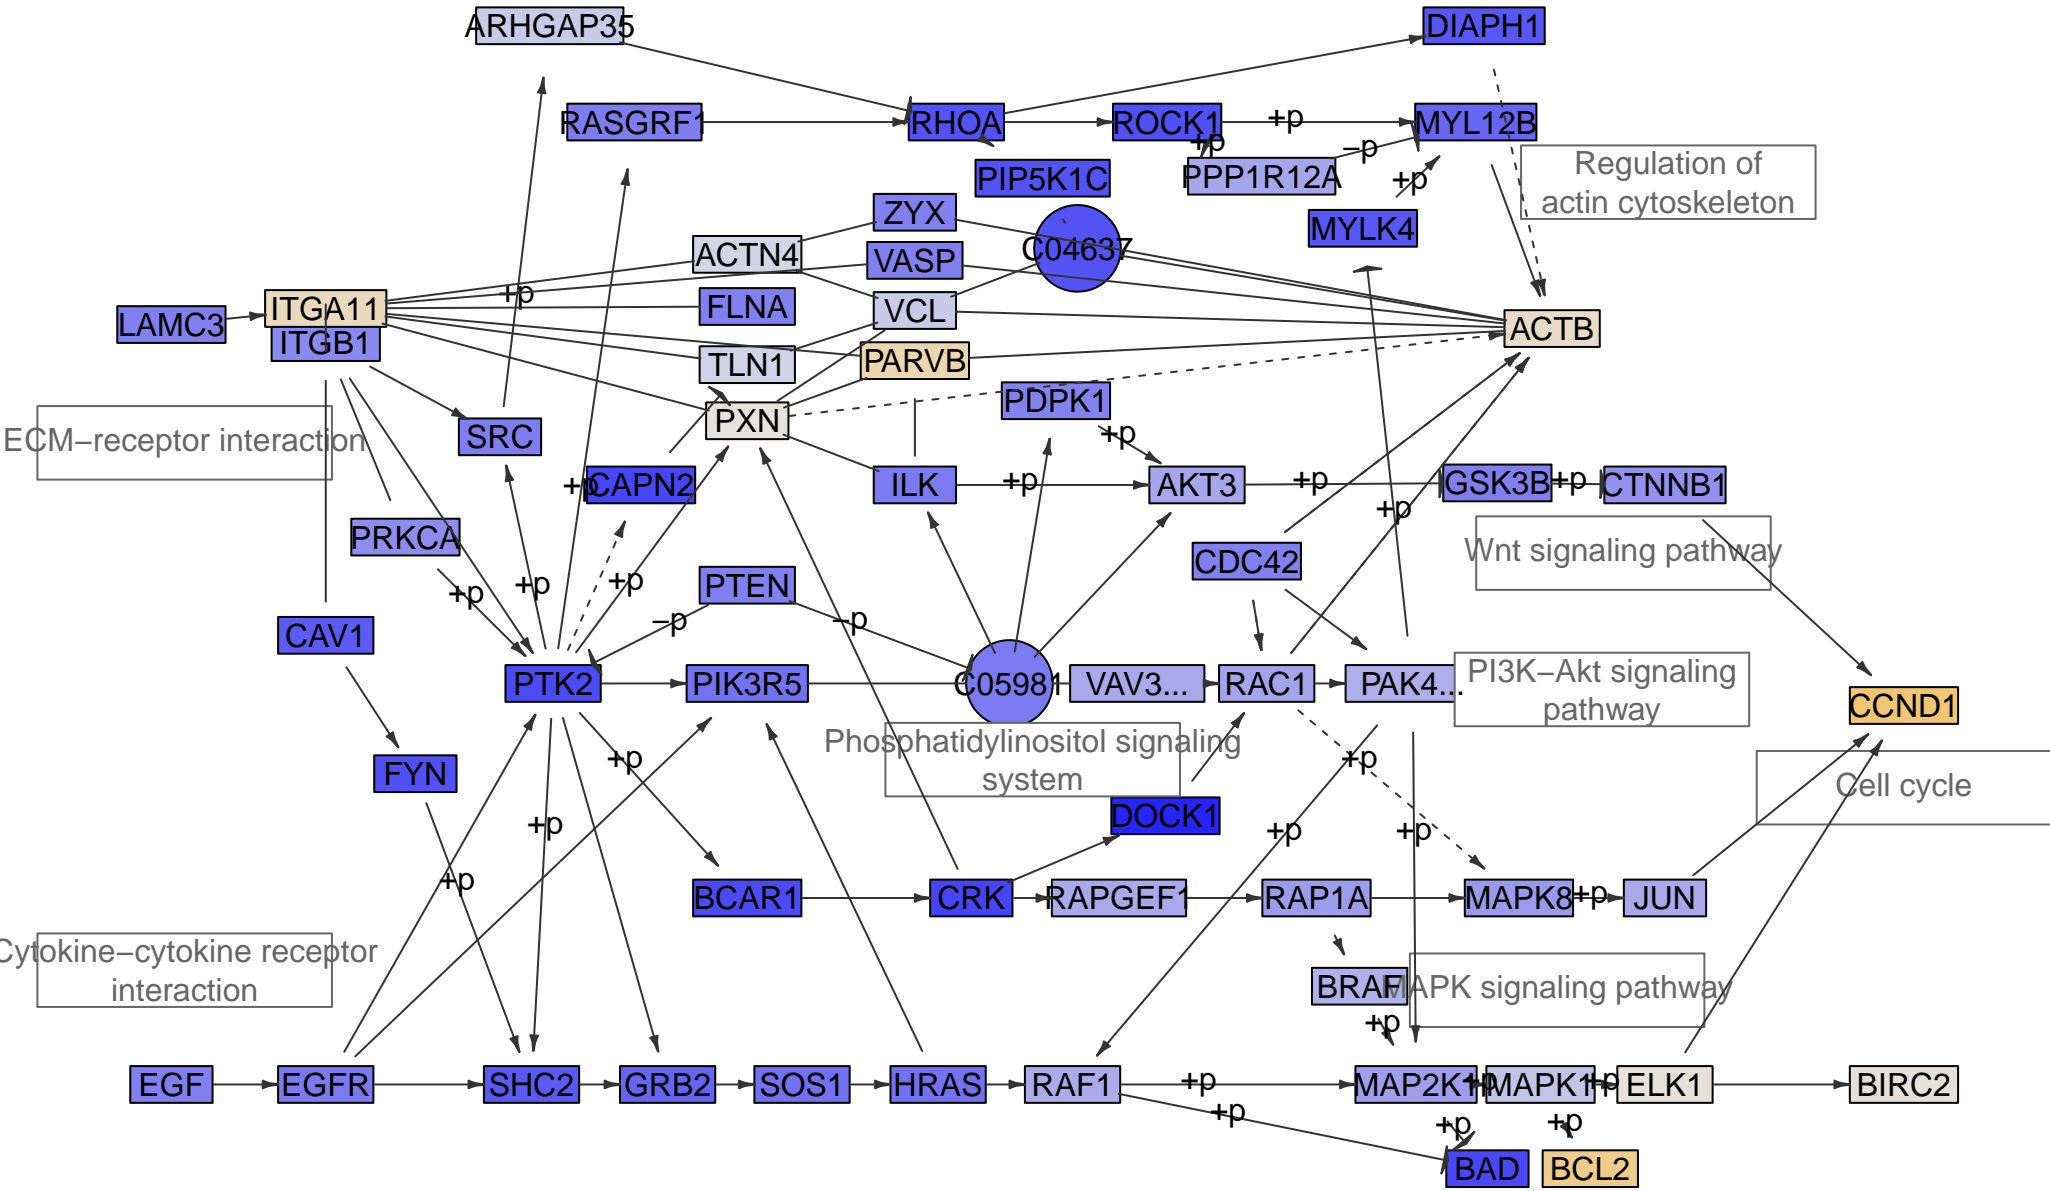 ARHGAP35
DIAPH1
RASGRF1
RHOA
ROCK1
+p
MYL12B
+p
−p
PIP5K1C
PPP1R12A
+p
Regulation of
actin cytoskeleton
ZYX
MYLK4
ACTN4
VASP
C04637
+p
LAMC3
ITGA11
ITGB1
FLNA
VCL
ACTB
TLN1
PARVB
PXN
PDPK1
+p
ECM−receptor interaction
SRC
+p
CAPN2
ILK
+p
AKT3
+p
GSK3B
+p
CTNNB1
+p
PRKCA
Wnt signaling pathway
CDC42
PTEN
+p
+p
+p
−p
−p
CAV1
PTK2
PIK3R5
C05981
VAV3...
RAC1
PAK4...
PI3K−Akt signaling
pathway
CCND1
Phosphatidylinositol signaling
system
+p
+p
FYN
Cell cycle
DOCK1
+p
+p
+p
+p
BCAR1
CRK
RAPGEF1
RAP1A
MAPK8
+p
JUN
Cytokine−cytokine receptor
interaction
BRAF
MAPK signaling pathway
+p
EGF
EGFR
SHC2
GRB2
SOS1
HRAS
RAF1
+p
MAP2K1
+p
MAPK1
+p
ELK1
BIRC2
+p
+p
+p
BAD
BCL2